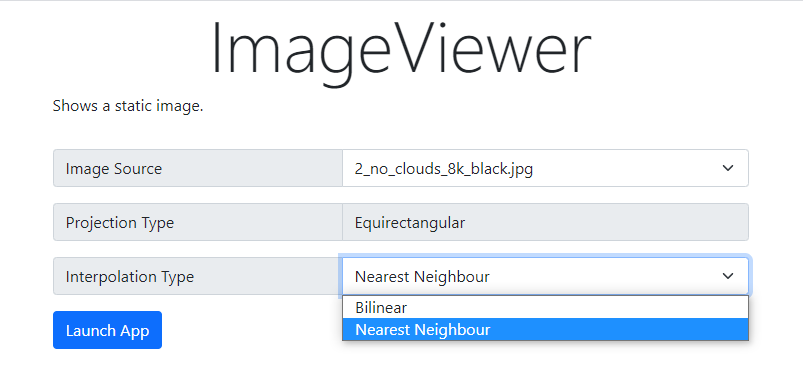 ImageViewer
Shows a static image.
Image Source 2_no_clouds_8k_black.jpg
Projection Type Equirectangular
Interpolation Type Nearest Neighbour
Bilinear
Nearest Neighbour
Launch App